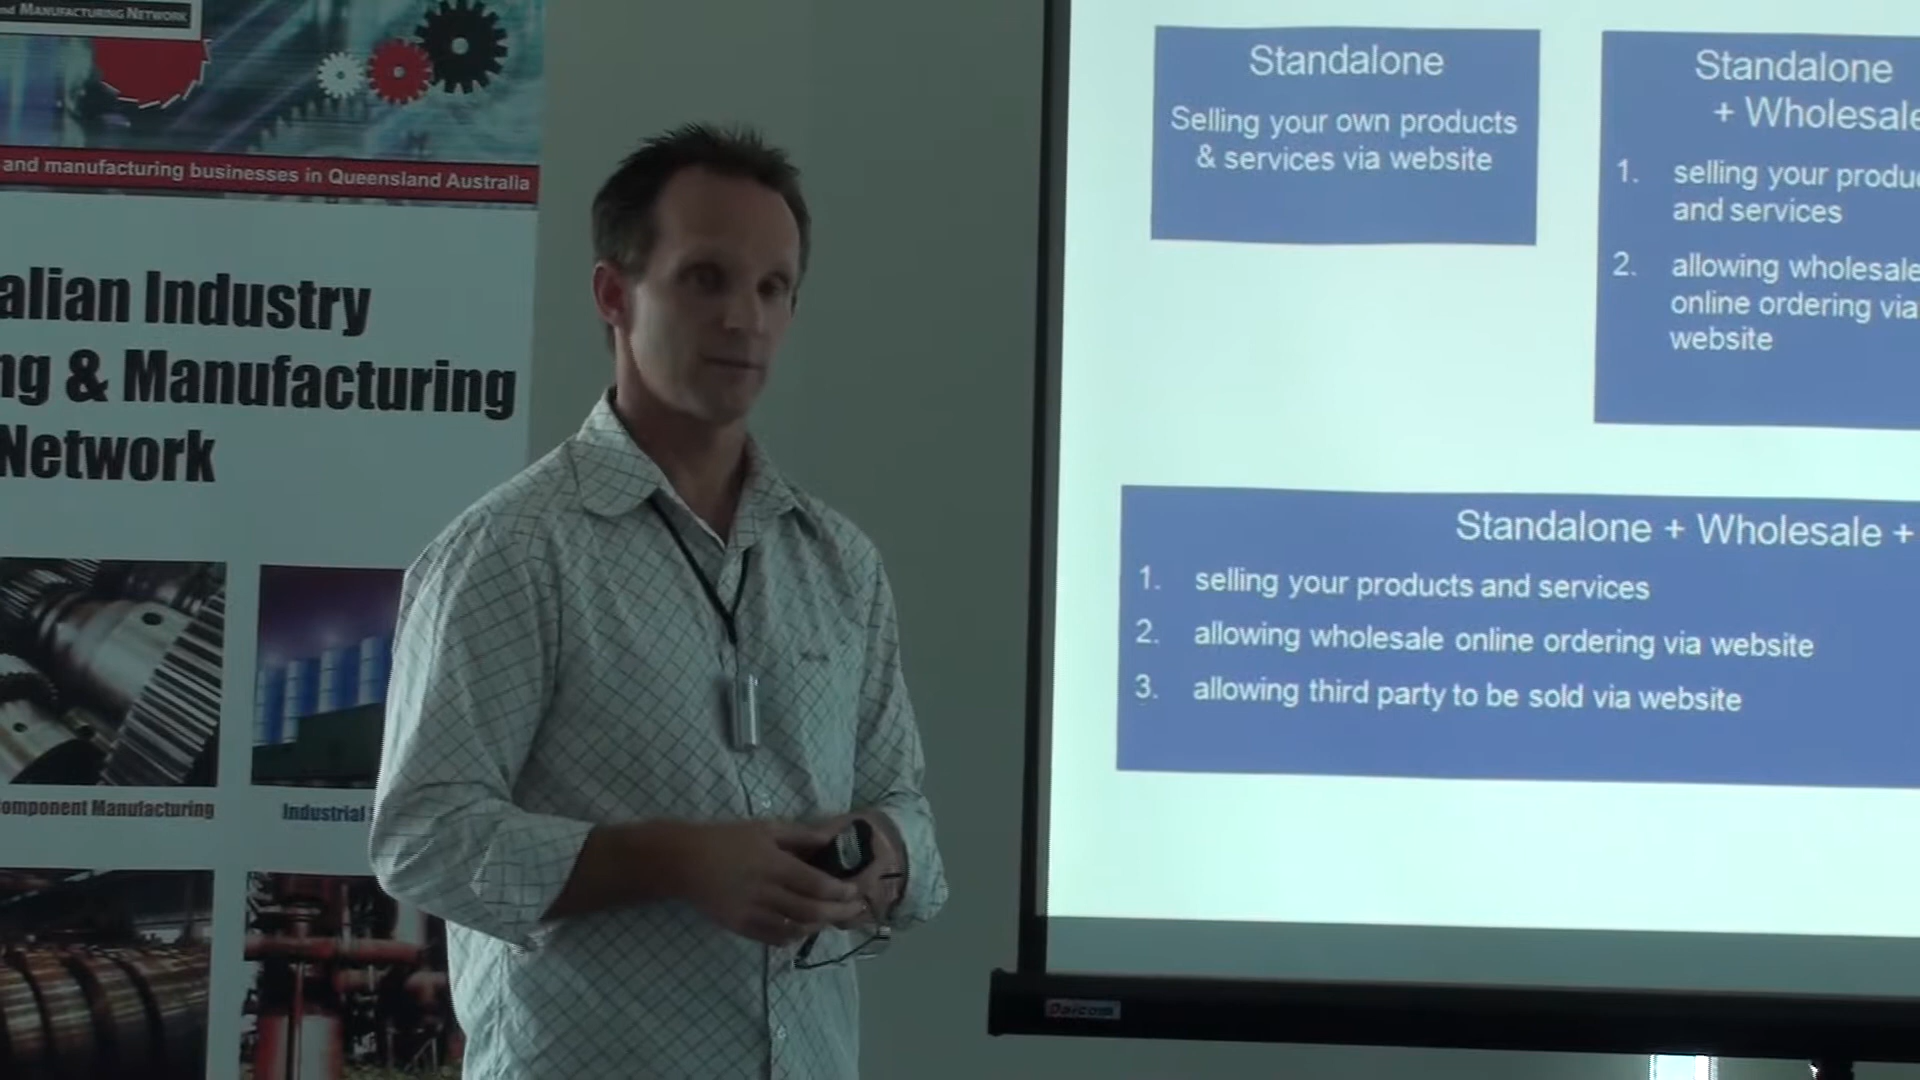 nd Manufacturing Network
and manufacturing businesses in Queensland Australia
alian Industry
ng & Manufacturing
Network
omponent Manufacturing
Industrial
Standalone
Selling your own products
& services via website
Standalone
+ Wholesale
1. selling your produc
and services
2. allowing wholesale
online ordering via
website
Standalone + Wholesale +
1. selling your products and services
2. allowing wholesale online ordering via website
3. allowing third party to be sold via website